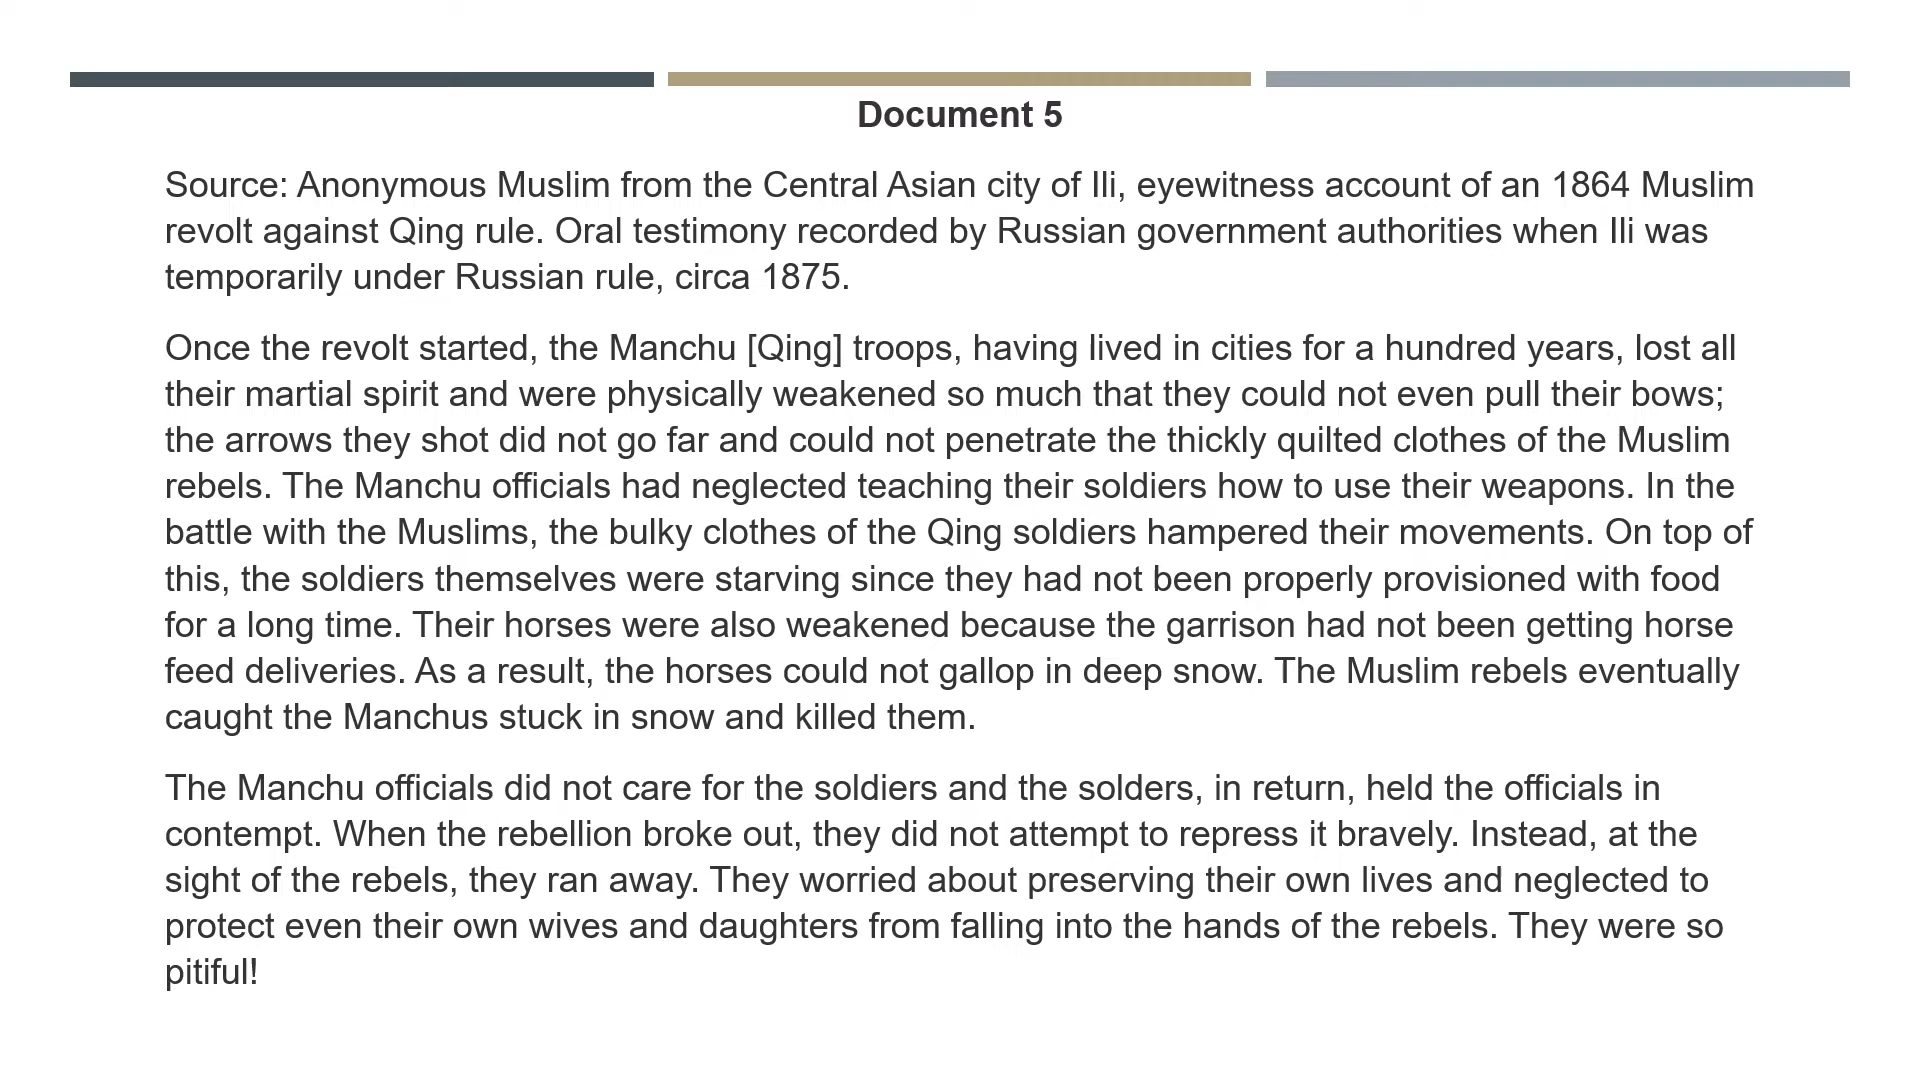 Document 5
Source: Anonymous Muslim from the Central Asian city of Ili, eyewitness account of an 1864 Muslim
revolt against Qing rule. Oral testimony recorded by Russian government authorities when Ili was
temporarily under Russian rule, circa 1875.
Once the revolt started, the Manchu [Qing] troops, having lived in cities for a hundred years, lost all
their martial spirit and were physically weakened so much that they could not even pull their bows;
the arrows they shot did not go far and could not penetrate the thickly quilted clothes of the Muslim
rebels. The Manchu officials had neglected teaching their soldiers how to use their weapons. In the
battle with the Muslims, the bulky clothes of the Qing soldiers hampered their movements. On top of
this, the soldiers themselves were starving since they had not been properly provisioned with food
for a long time. Their horses were also weakened because the garrison had not been getting horse
feed deliveries. As a result, the horses could not gallop in deep snow. The Muslim rebels eventually
caught the Manchus stuck in snow and killed them.
The Manchu officials did not care for the soldiers and the solders, in return, held the officials in
contempt. When the rebellion broke out, they did not attempt to repress it bravely. Instead, at the
sight of the rebels, they ran away. They worried about preserving their own lives and neglected to
protect even their own wives and daughters from falling into the hands of the rebels. They were so
pitiful!